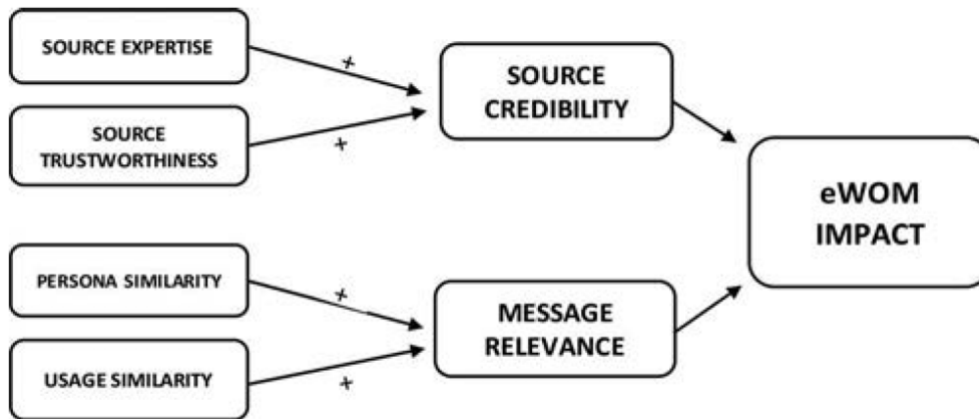 SOURCE EXPERTISE
+
SOURCE
CREDIBILITY
SOURCE
TRUSTWORTHINESS
+
eWOM
IMPACT
PERSONA SIMILARITY
+
MESSAGE
RELEVANCE
USAGE SIMILARITY
+